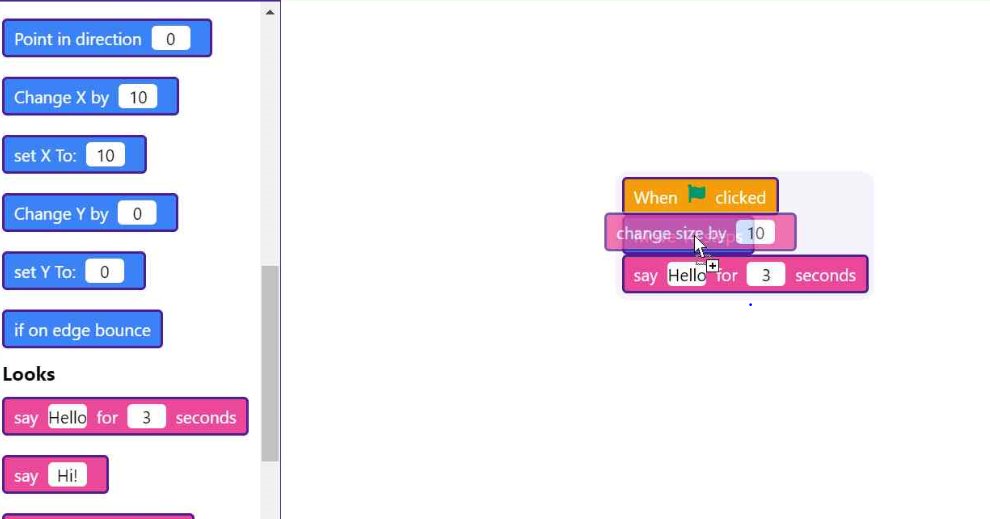 Point in direction 0
Change X by 10
set X To: 10
Change Y by 0
set Y To: 0
if on edge bounce
Looks
say Hello for 3 seconds
say Hi!
When clicked
change size by 10
say Hello for 3 seconds